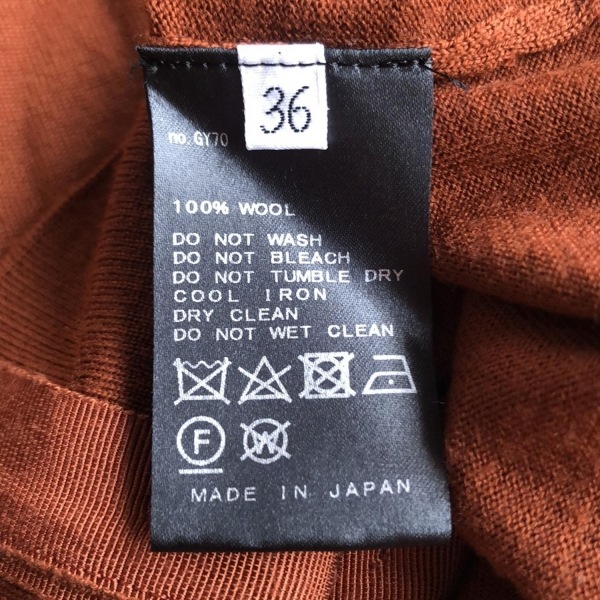 36
no.GY70
100% WOOL
DO NOT WASH
DO NOT BLEACH
DO NOT TUMBLE DRY
COOL IRON
DRY CLEAN
DO NOT WET CLEAN
F W
MADE IN JAPAN